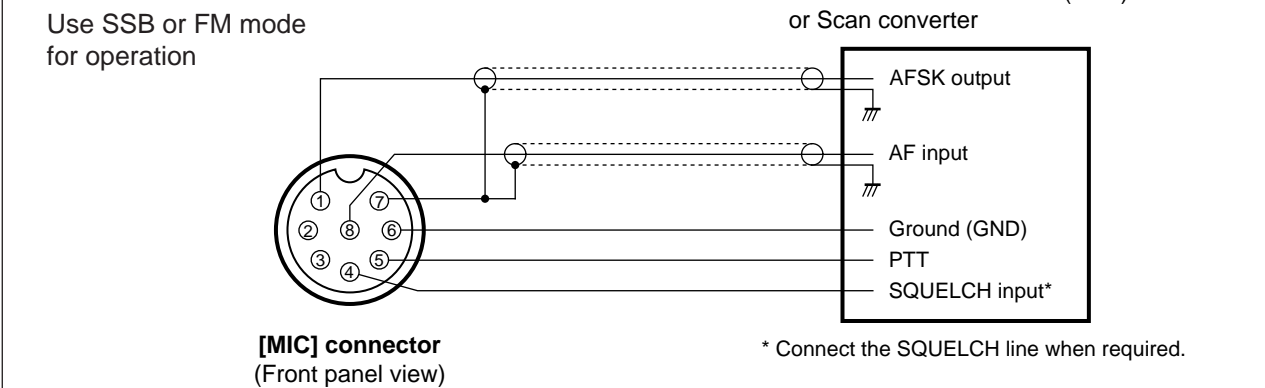 Use SSB or FM mode
for operation
or Scan converter
AFSK output
AF input
Ground (GND)
PTT
SQUELCH input*
1
7
2
8
6
3
5
4
[MIC] connector
(Front panel view)
* Connect the SQUELCH line when required.